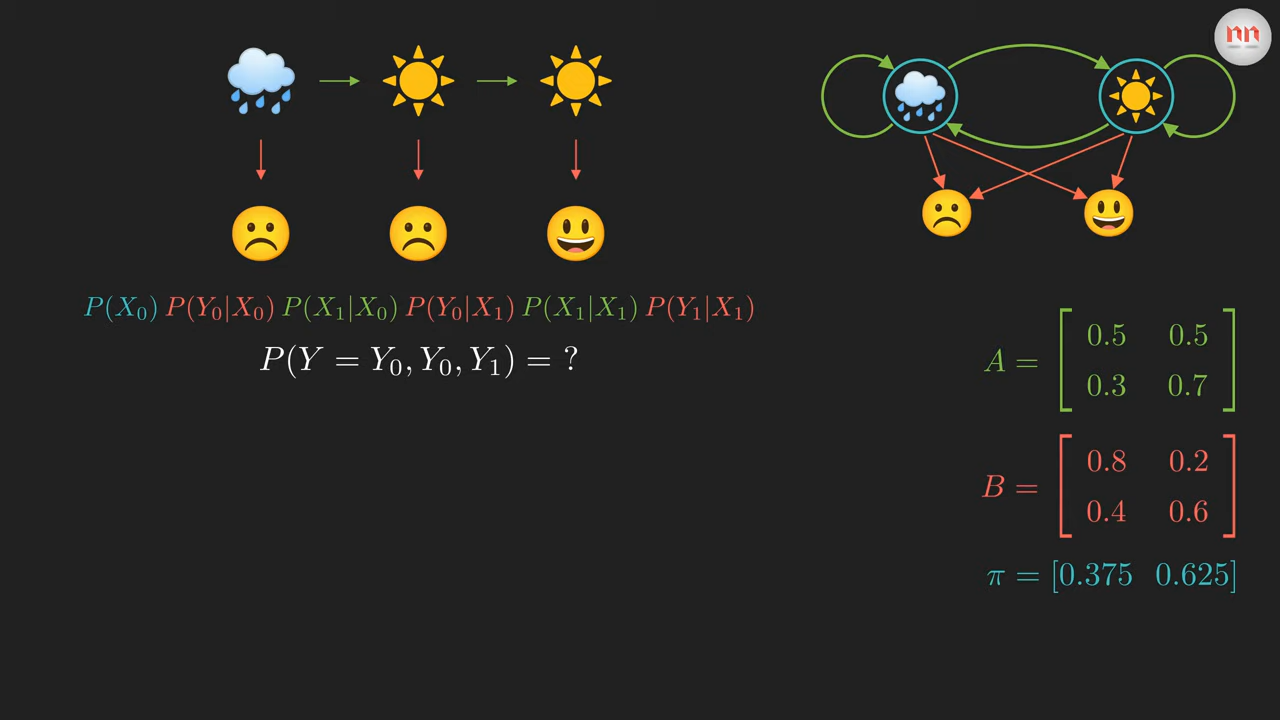 nn
P(X₀) P(Y₀|X₀) P(X₁|X₀) P(Y₀|X₁) P(X₁|X₁) P(Y₁|X₁)
P(Y = Y₀, Y₀, Y₁) = ?
A = [ 0.5 0.5
0.3 0.7 ]
B = [ 0.8 0.2
0.4 0.6 ]
π = [0.375 0.625]